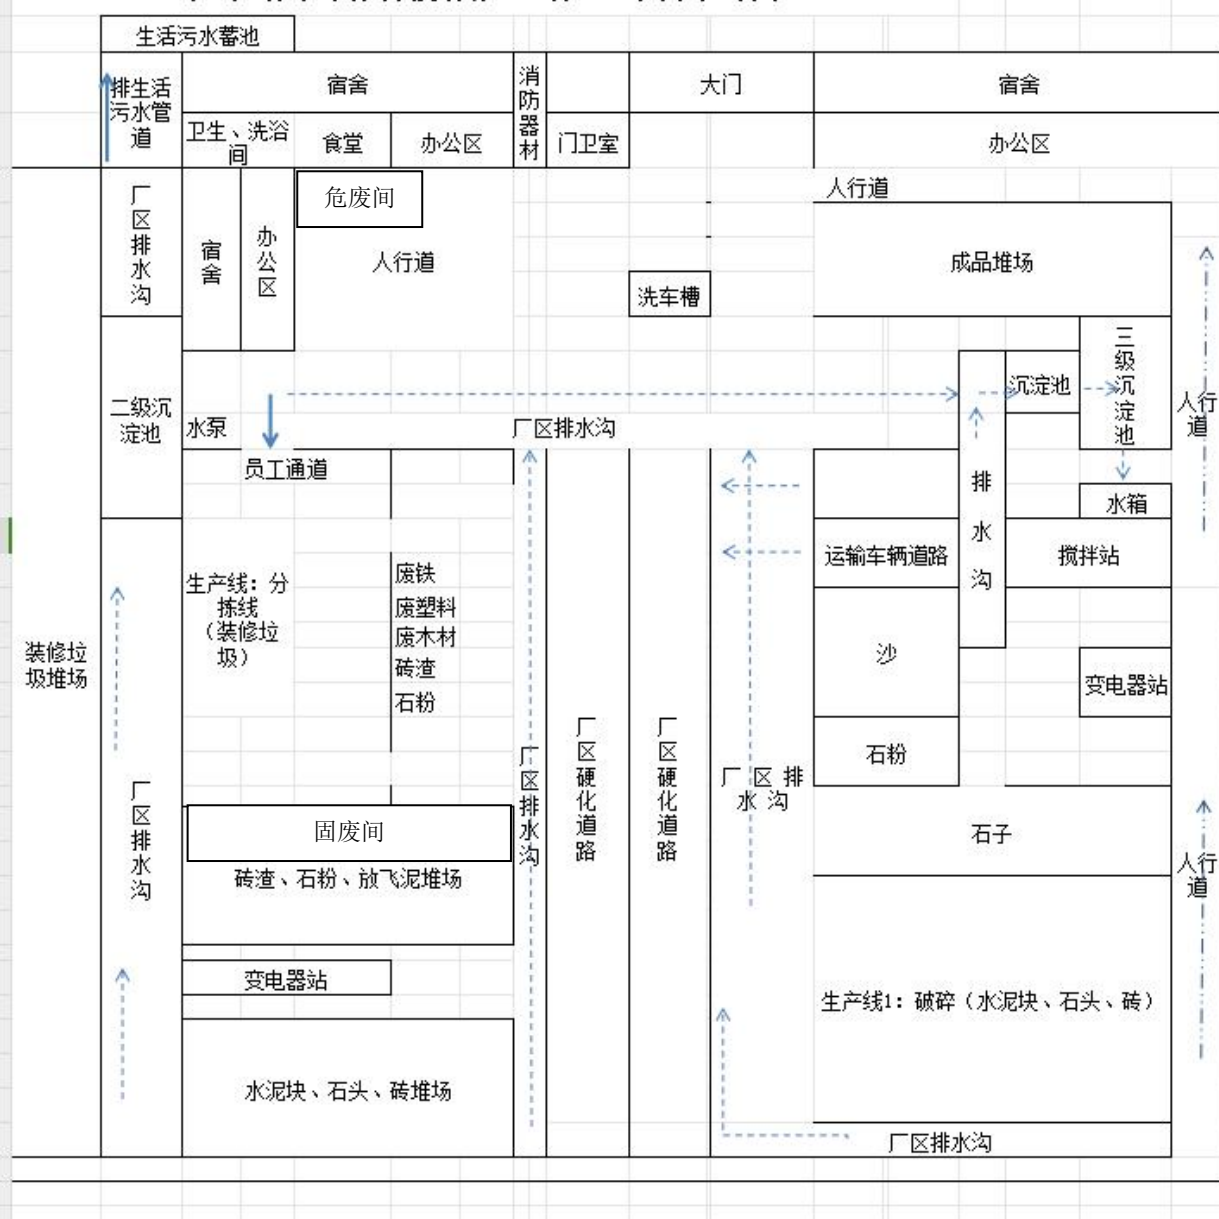 生活污水蓄池
排生活
污水管
道
宿舍
消
防
器
材
大门
宿舍
卫生、洗浴
间
食堂
办公区
门卫室
办公区
厂
区
排
水
沟
宿
舍
办
公
区
危废间
人行道
人行道
成品堆场
洗车槽
二级沉
淀池
水泵
厂区排水沟
沉淀池
三
级
沉
淀
池
人行
道
员工通道
排
水
沟
水箱
运输车辆道路
搅拌站
生产线：分
拣线
（装修垃
圾）
废铁
废塑料
废木材
砖渣
石粉
装修垃
圾堆场
沙
变电器站
石粉
厂
区
排
水
沟
厂
区
排
水
沟
厂
区
硬
化
道
路
厂
区
硬
化
道
路
厂 区 排
水 沟
固废间
砖渣、石粉、放飞泥堆场
石子
人行
道
变电器站
生产线1：破碎（水泥块、石头、砖）
水泥块、石头、砖堆场
厂区排水沟